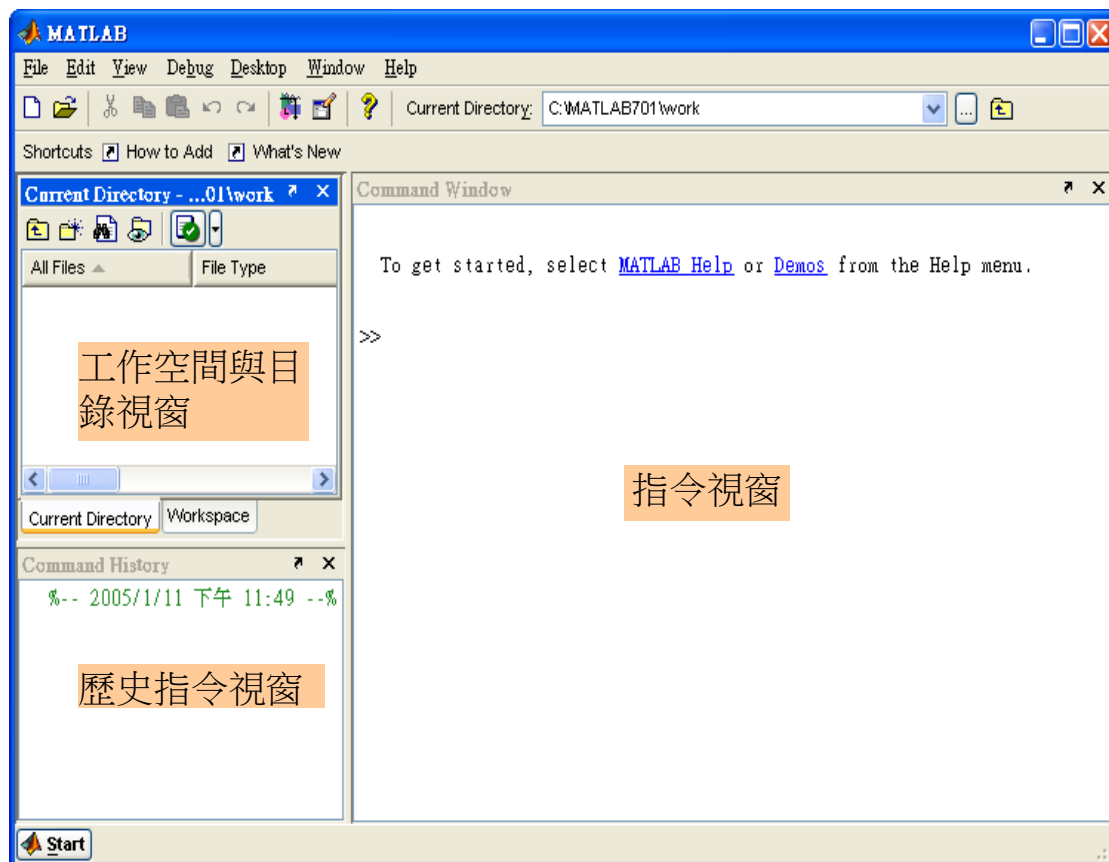 MATLAB
File Edit View Debug Desktop Window Help
Current Directory: C:\MATLAB701\work ...
Shortcuts How to Add What's New
Current Directory - ...01\work
All Files File Type
工作空間與目
錄視窗
Current Directory Workspace
Command History
%-- 2005/1/11 下午 11:49 --%
歷史指令視窗
Command Window
To get started, select MATLAB Help or Demos from the Help menu.
>>
指令視窗
Start